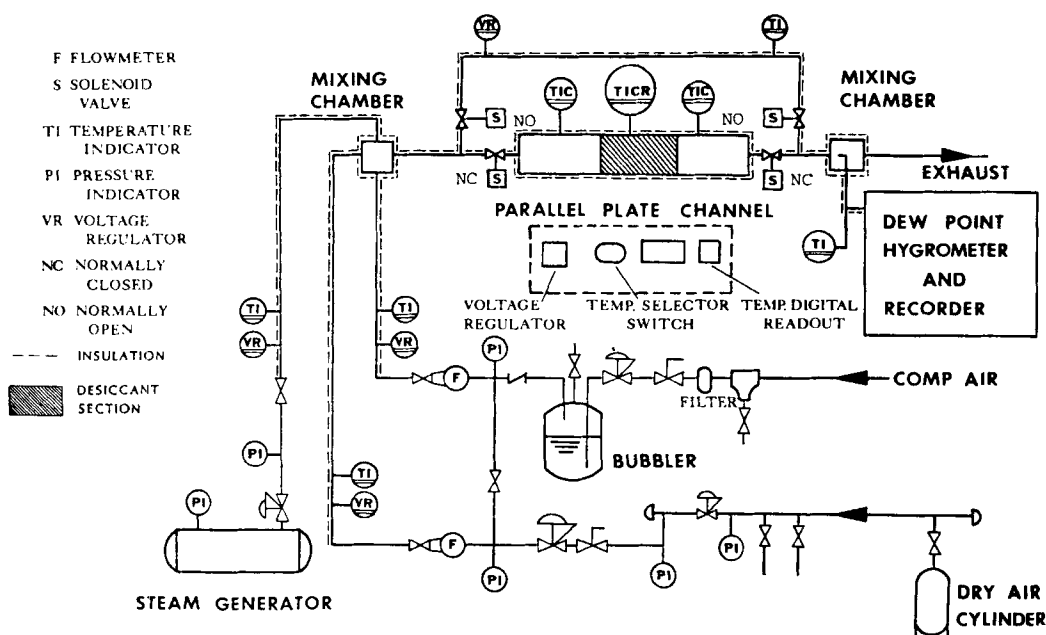 F FLOWMETER
S SOLENOID
VALVE
TI TEMPERATURE
INDICATOR
PI PRESSURE
INDICATOR
VR VOLTAGE
REGULATOR
NC NORMALLY
CLOSED
NO NORMALLY
OPEN
INSULATION
DESICCANT
SECTION
MIXING
CHAMBER
VR
TI
MIXING
CHAMBER
TIC
TICR
TIC
S
NO
NO
S
NC
S
S
NC
EXHAUST
PARALLEL PLATE CHANNEL
VOLTAGE
REGULATOR
TEMP. SELECTOR
SWITCH
TEMP. DIGITAL
READOUT
TI
DEW POINT
HYGROMETER
AND
RECORDER
TI
VR
TI
VR
PI
F
FILTER
COMP AIR
BUBBLER
PI
PI
TI
VR
F
PI
PI
PI
STEAM GENERATOR
DRY AIR
CYLINDER